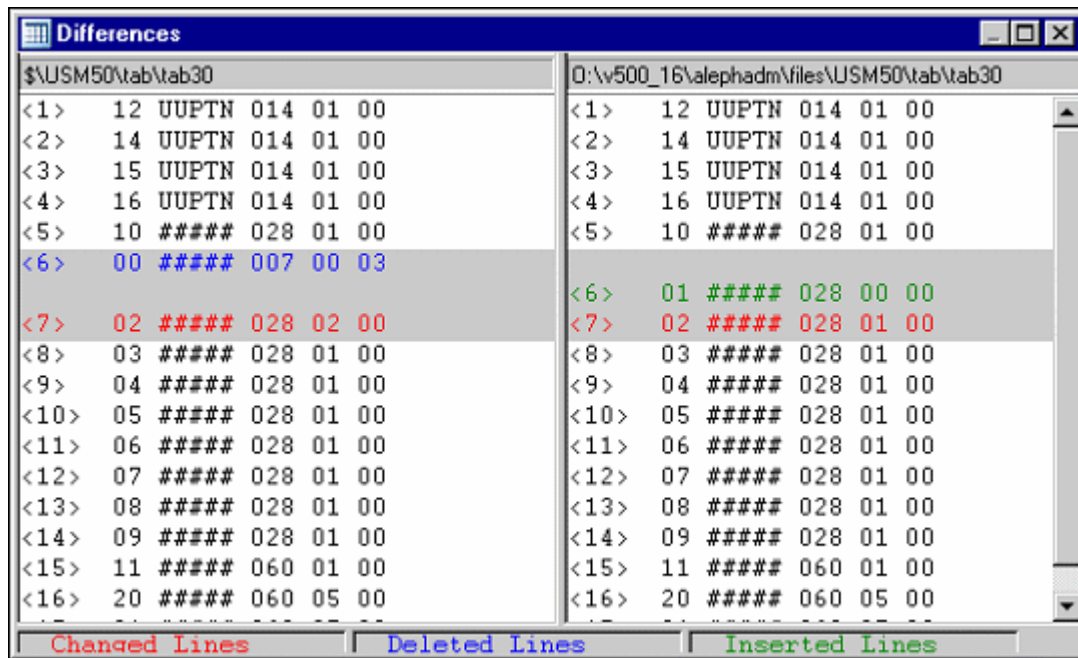 Differences
$\USM50\tab\tab30
<1> 12 UUPTN 014 01 00
<2> 14 UUPTN 014 01 00
<3> 15 UUPTN 014 01 00
<4> 16 UUPTN 014 01 00
<5> 10 ##### 028 01 00
<6> 00 ##### 007 00 03
<7> 02 ##### 028 02 00
<8> 03 ##### 028 01 00
<9> 04 ##### 028 01 00
<10> 05 ##### 028 01 00
<11> 06 ##### 028 01 00
<12> 07 ##### 028 01 00
<13> 08 ##### 028 01 00
<14> 09 ##### 028 01 00
<15> 11 ##### 060 01 00
<16> 20 ##### 060 05 00
O:\v500_16\alephadm\files\USM50\tab\tab30
<1> 12 UUPTN 014 01 00
<2> 14 UUPTN 014 01 00
<3> 15 UUPTN 014 01 00
<4> 16 UUPTN 014 01 00
<5> 10 ##### 028 01 00
<6> 01 ##### 028 00 00
<7> 02 ##### 028 01 00
<8> 03 ##### 028 01 00
<9> 04 ##### 028 01 00
<10> 05 ##### 028 01 00
<11> 06 ##### 028 01 00
<12> 07 ##### 028 01 00
<13> 08 ##### 028 01 00
<14> 09 ##### 028 01 00
<15> 11 ##### 060 01 00
<16> 20 ##### 060 05 00
Changed Lines
Deleted Lines
Inserted Lines